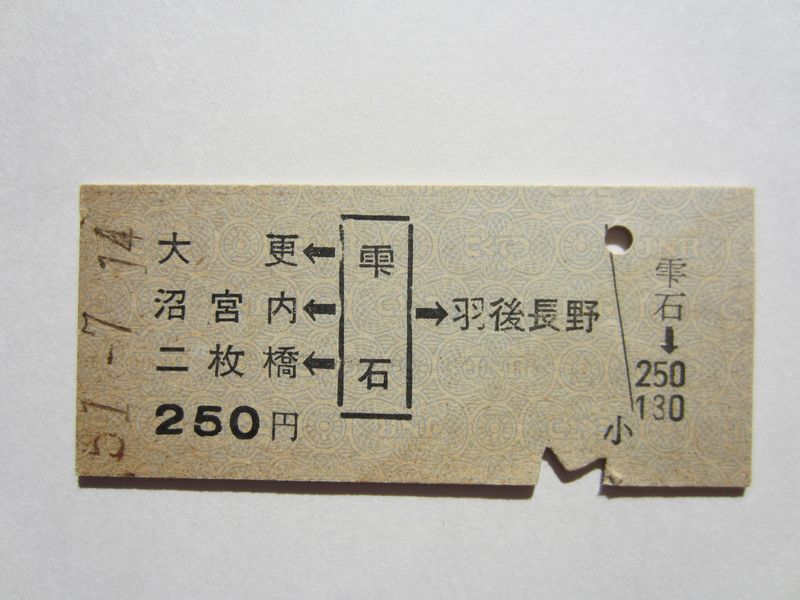 51-7-14
大更←
沼宮内←
二枚橋←
雫石
→羽後長野
250円
雫石
↓
250
130
小